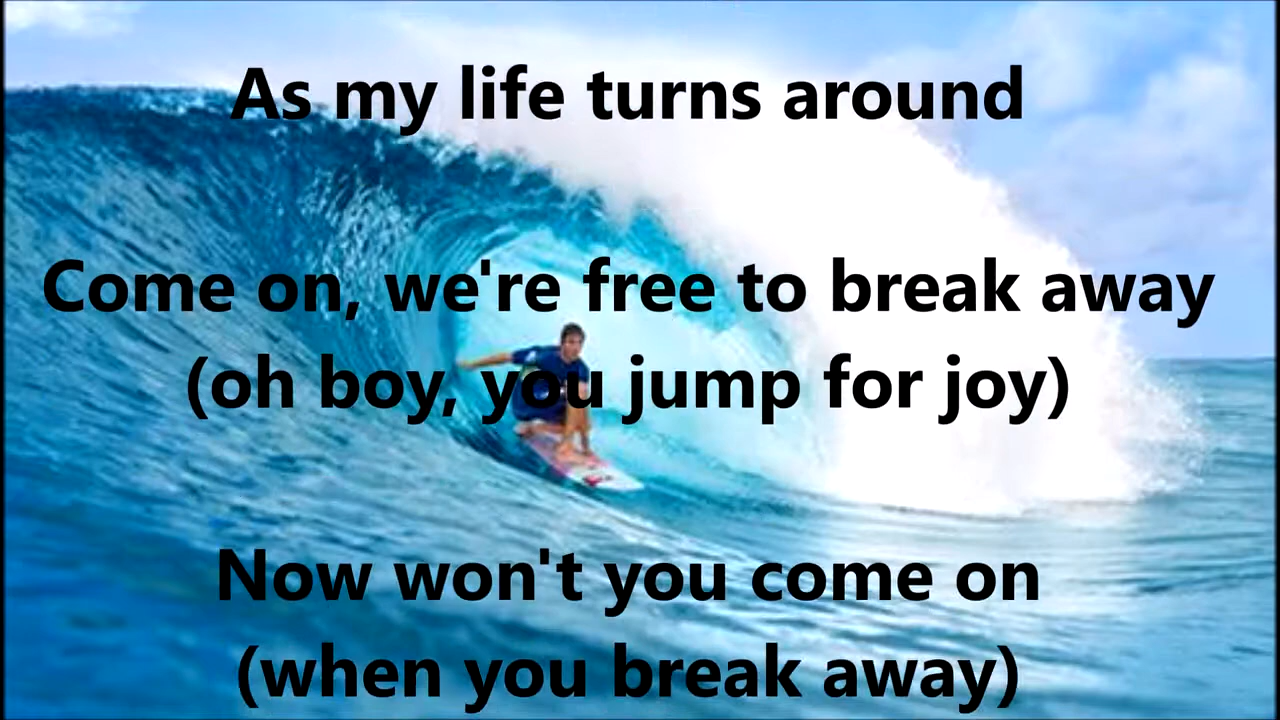 As my life turns around
Come on, we're free to break away
(oh boy, you jump for joy)
Now won't you come on
(when you break away)